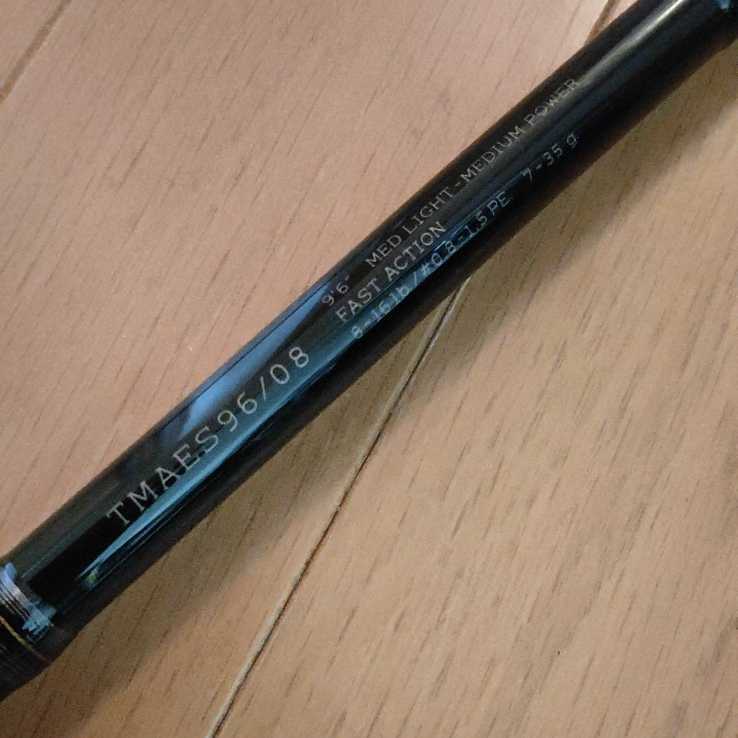 TMAES96/08
9'6" MED LIGHT-MEDIUM POWER
FAST ACTION
8-16lb/#0.8-1.5PE 7-35g